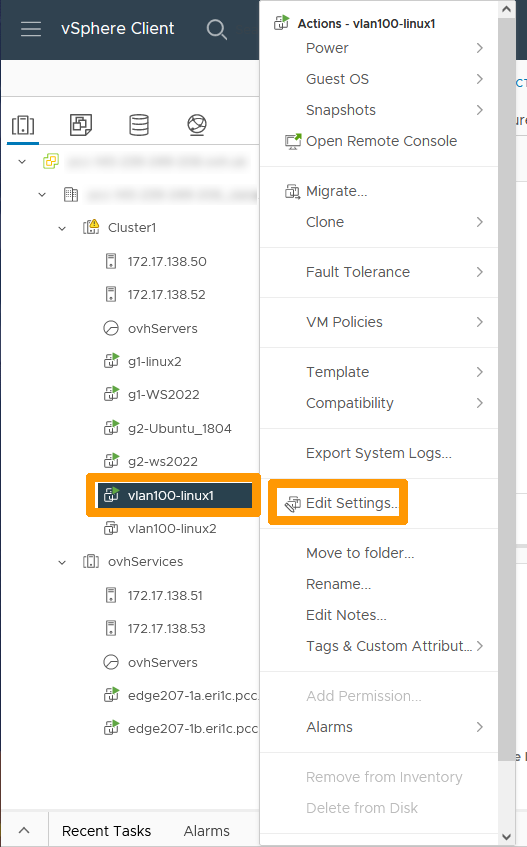 vSphere Client
Cluster1
172.17.138.50
172.17.138.52
ovhServers
g1-linux2
g1-WS2022
g2-Ubuntu_1804
g2-ws2022
vlan100-linux1
vlan100-linux2
ovhServices
172.17.138.51
172.17.138.53
ovhServers
edge207-1a.eri1c.pcc.
edge207-1b.eri1c.pcc
Recent Tasks
Alarms
Actions - vlan100-linux1
Power
Guest OS
Snapshots
Open Remote Console
Migrate...
Clone
Fault Tolerance
VM Policies
Template
Compatibility
Export System Logs...
Edit Settings...
Move to folder...
Rename...
Edit Notes...
Tags & Custom Attribut...
Add Permission...
Alarms
Remove from Inventory
Delete from Disk